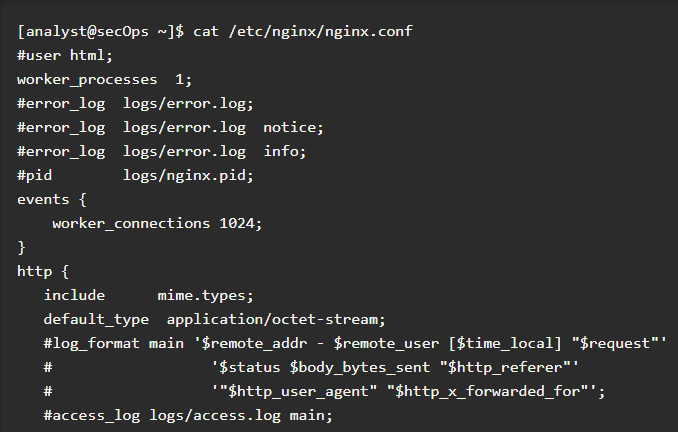 [analyst@secOps ~]$ cat /etc/nginx/nginx.conf
#user html;
worker_processes  1;
#error_log  logs/error.log;
#error_log  logs/error.log  notice;
#error_log  logs/error.log  info;
#pid        logs/nginx.pid;
events {
    worker_connections 1024;
}
http {
   include      mime.types;
   default_type  application/octet-stream;
   #log_format main '$remote_addr - $remote_user [$time_local] "$request"'
   #                  '$status $body_bytes_sent "$http_referer"'
   #                  '"$http_user_agent" "$http_x_forwarded_for"';
   #access_log logs/access.log main;